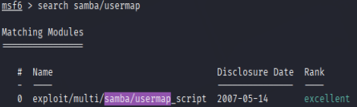 msf6 > search samba/usermap
Matching Modules
================
# Name Disclosure Date Rank
- ---- --------------- ----
0 exploit/multi/samba/usermap_script 2007-05-14 excellent